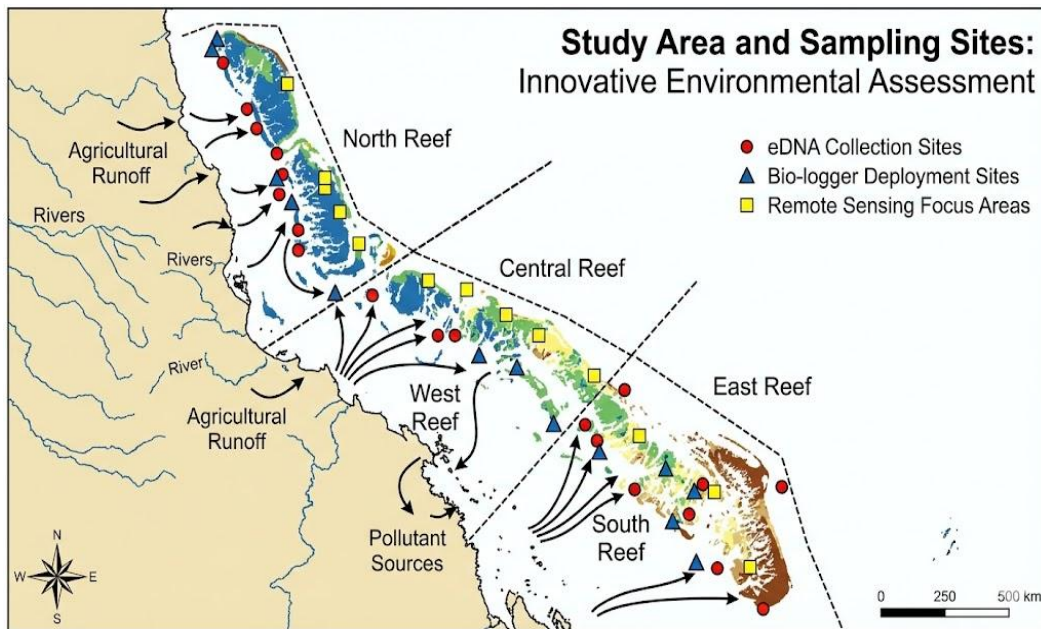 Study Area and Sampling Sites:
Innovative Environmental Assessment
eDNA Collection Sites
Bio-logger Deployment Sites
Remote Sensing Focus Areas
North Reef
Agricultural
Runoff
Rivers
Rivers
Central Reef
River
East Reef
West
Reef
Agricultural
Runoff
South
Reef
Pollutant
Sources
N
W
E
S
0
250
500 km